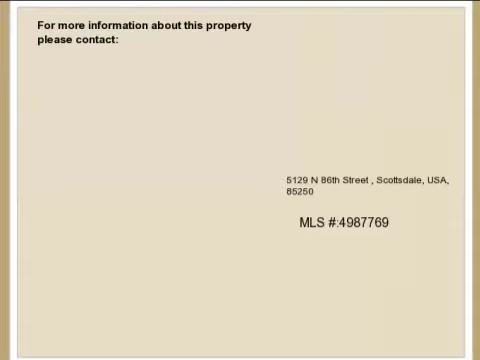 For more information about this property
please contact:
5129 N 86th Street , Scottsdale, USA,
85250
MLS #:4987769